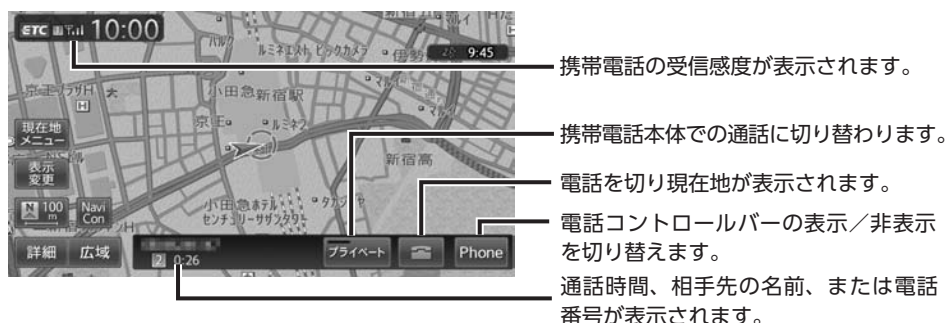 ETC 10:00
9:45
ルミネエスト ビックカメラ
伊勢
小田急 新宿駅
京王
ルミネ2
現在地
メニュー
新宿高
表示
変更
N 100 m
Navi
Con
小田急ホテル
センチュリーサザンタワー
詳細 広域
2 0:26
プライベート
Phone
携帯電話の受信感度が表示されます。
携帯電話本体での通話に切り替わります。
電話を切り現在地が表示されます。
電話コントロールバーの表示／非表示
を切り替えます。
通話時間、相手先の名前、または電話
番号が表示されます。